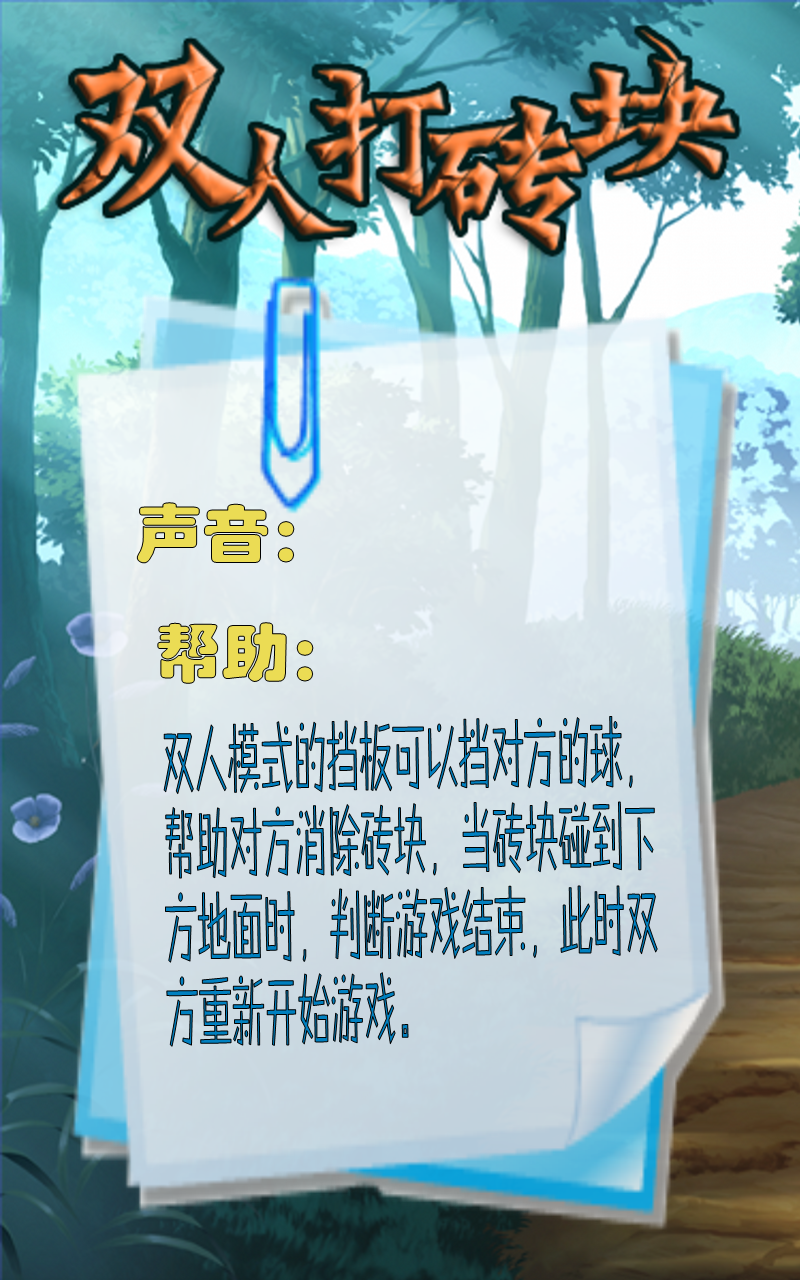 双人打砖块
声音：
帮助：
双人模式的挡板可以挡对方的球，
帮助对方消除砖块，当砖块碰到下
方地面时，判断游戏结束，此时双
方重新开始游戏。